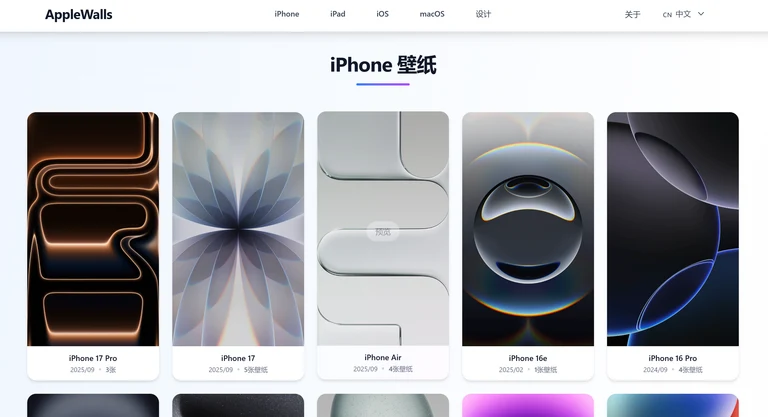 AppleWalls
iPhone
iPad
iOS
macOS
设计
关于
CN 中文
iPhone 壁纸
预览
iPhone 17 Pro
2025/09 • 3张
iPhone 17
2025/09 • 5张壁纸
iPhone Air
2025/09 • 4张壁纸
iPhone 16e
2025/02 • 1张壁纸
iPhone 16 Pro
2024/09 • 4张壁纸